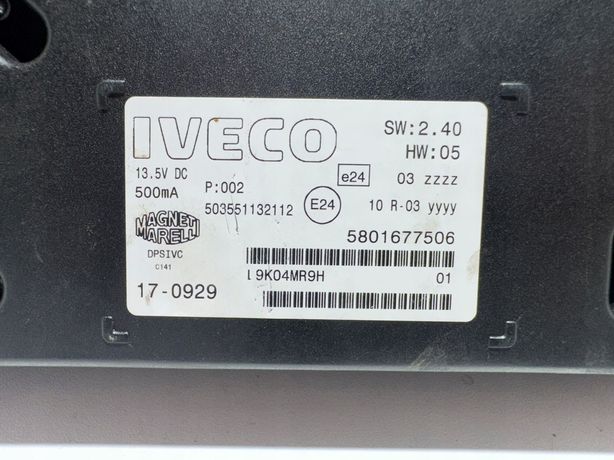 IVECO
SW:2.40
HW:05
13.5V DC
500mA
P:002
e24
03 zzzz
503551132112
E24
10 R-03 yyyy
MAGNETI
MARELLI
5801677506
DPSIVC
C141
L9K04MR9H
01
17-0929